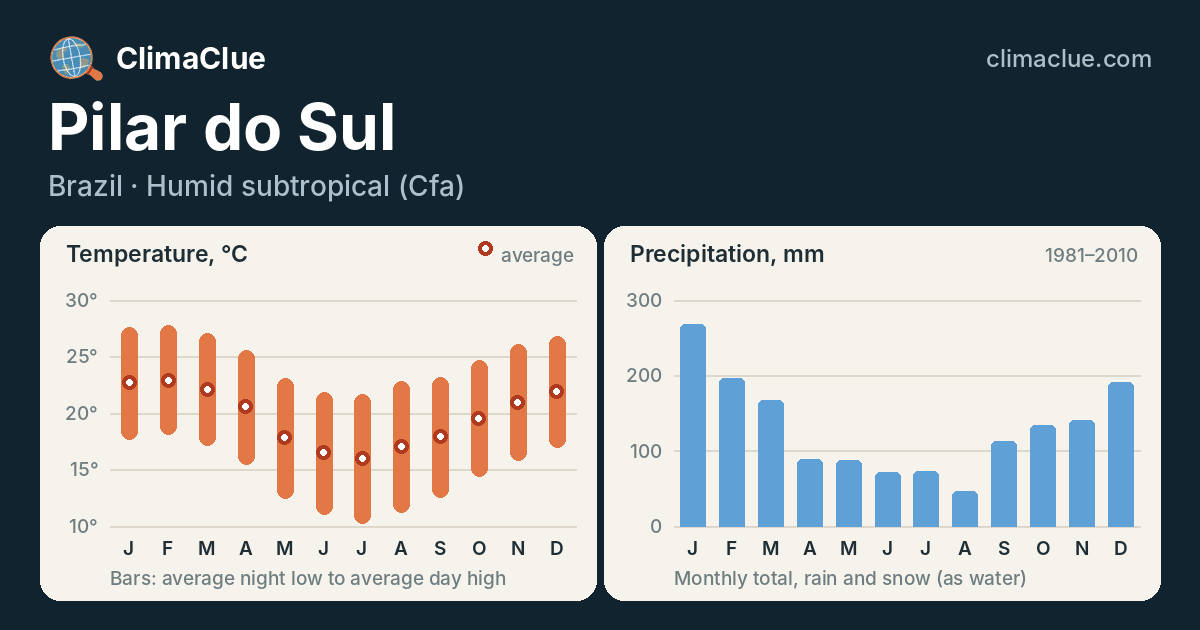 ClimaClue
climaclue.com
Pilar do Sul
Brazil · Humid subtropical (Cfa)
Temperature, °C
average
30°
25°
20°
15°
10°
J F M A M J J A S O N D
Bars: average night low to average day high
Precipitation, mm
1981–2010
300
200
100
0
J F M A M J J A S O N D
Monthly total, rain and snow (as water)